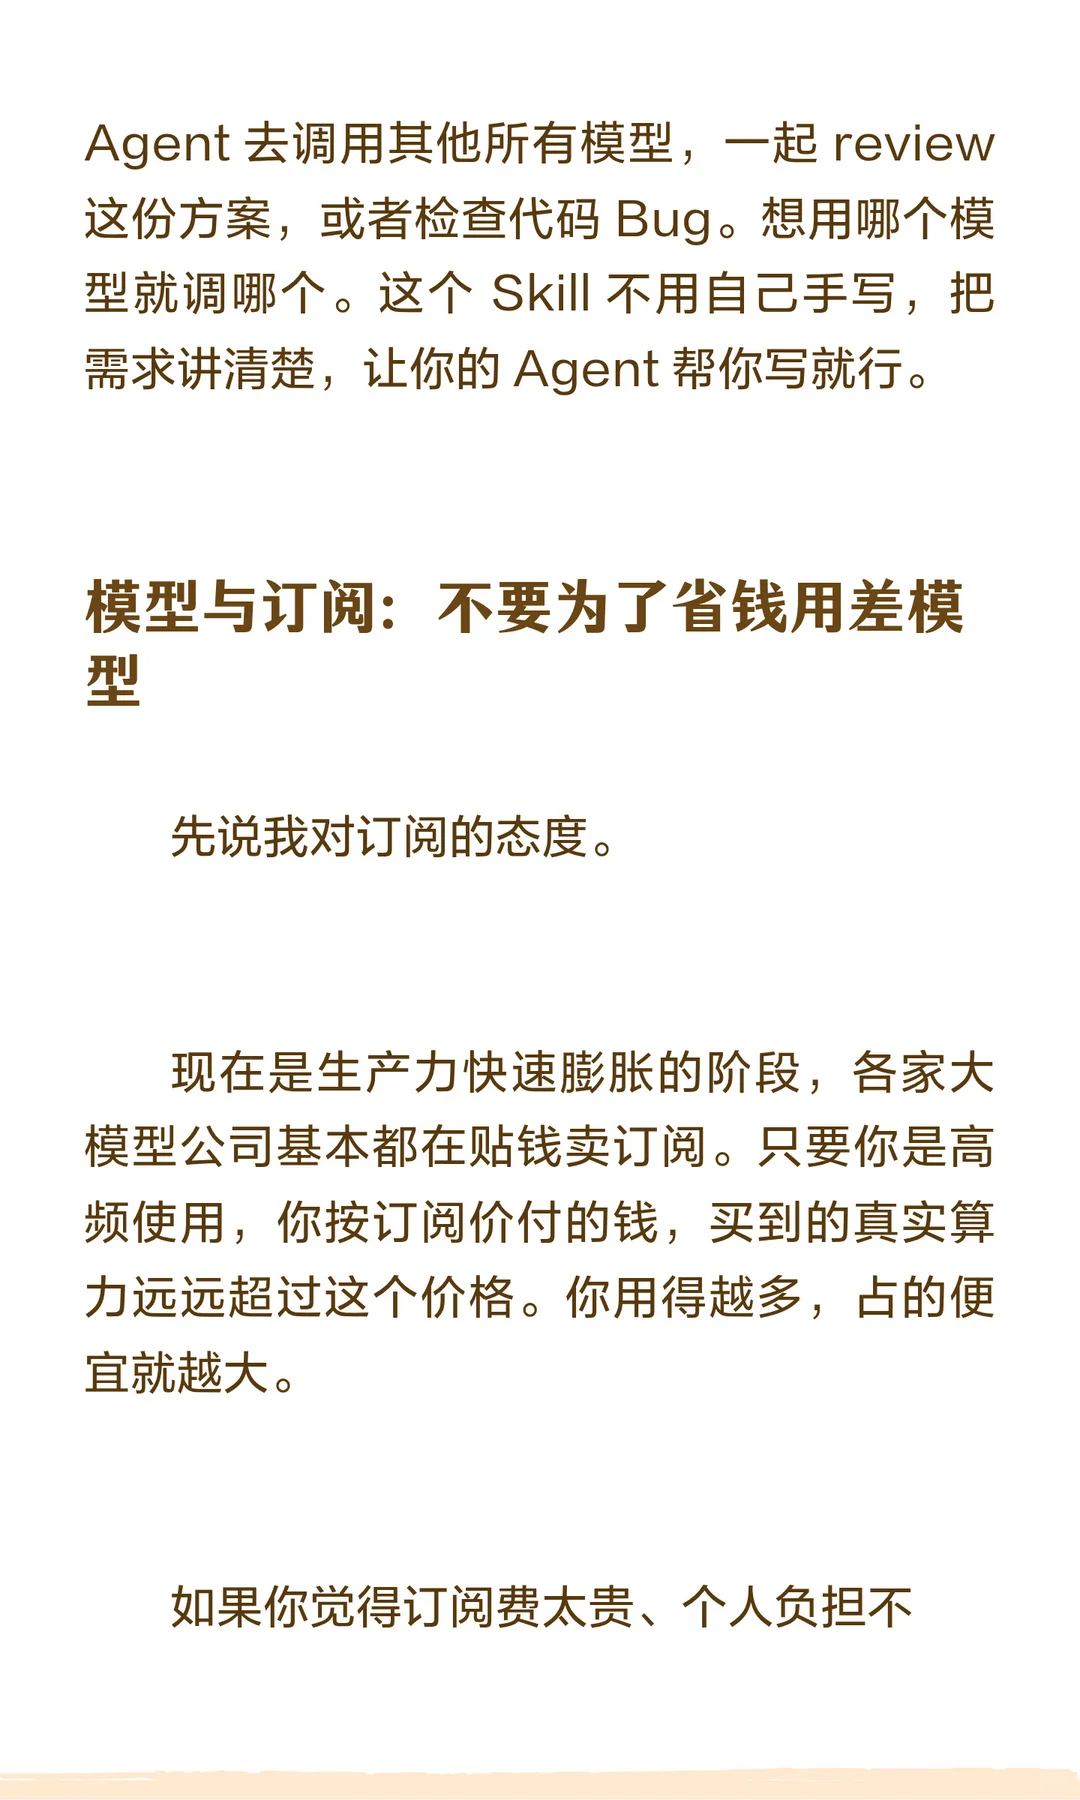 Agent 去调用其他所有模型，一起 review
这份方案，或者检查代码 Bug。想用哪个模
型就调哪个。这个 Skill 不用自己手写，把
需求讲清楚，让你的 Agent 帮你写就行。
模型与订阅：不要为了省钱用差模
型
先说我对订阅的态度。
现在是生产力快速膨胀的阶段，各家大
模型公司基本都在贴钱卖订阅。只要你是高
频使用，你按订阅价付的钱，买到的真实算
力远远超过这个价格。你用得越多，占的便
宜就越大。
如果你觉得订阅费太贵、个人负担不